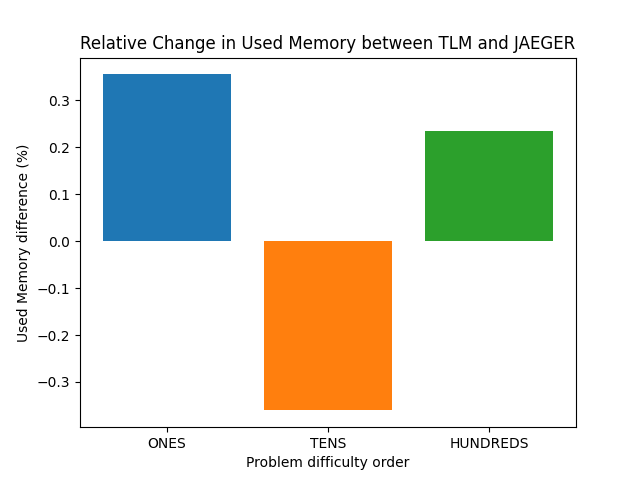 Relative Change in Used Memory between TLM and JAEGER
Used Memory difference (%)
0.3
0.2
0.1
0.0
−0.1
−0.2
−0.3
ONES
TENS
HUNDREDS
Problem difficulty order